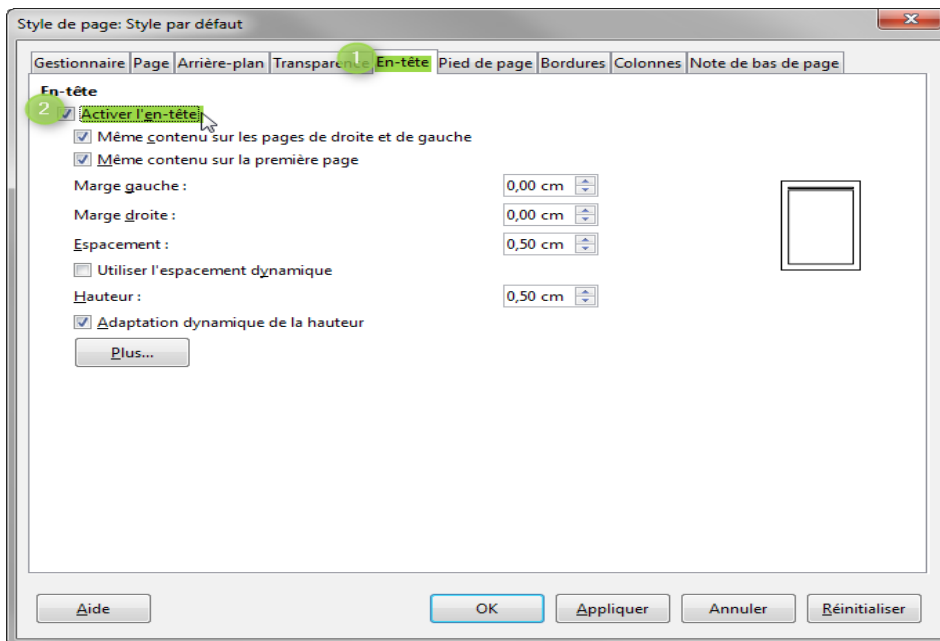 Style de page: Style par défaut
Gestionnaire Page Arrière-plan Transparence 1 En-tête Pied de page Bordures Colonnes Note de bas de page
En-tête
2 Activer l'en-tête
Même contenu sur les pages de droite et de gauche
Même contenu sur la première page
Marge gauche : 0,00 cm
Marge droite : 0,00 cm
Espacement : 0,50 cm
Utiliser l'espacement dynamique
Hauteur : 0,50 cm
Adaptation dynamique de la hauteur
Plus...
Aide OK Appliquer Annuler Réinitialiser